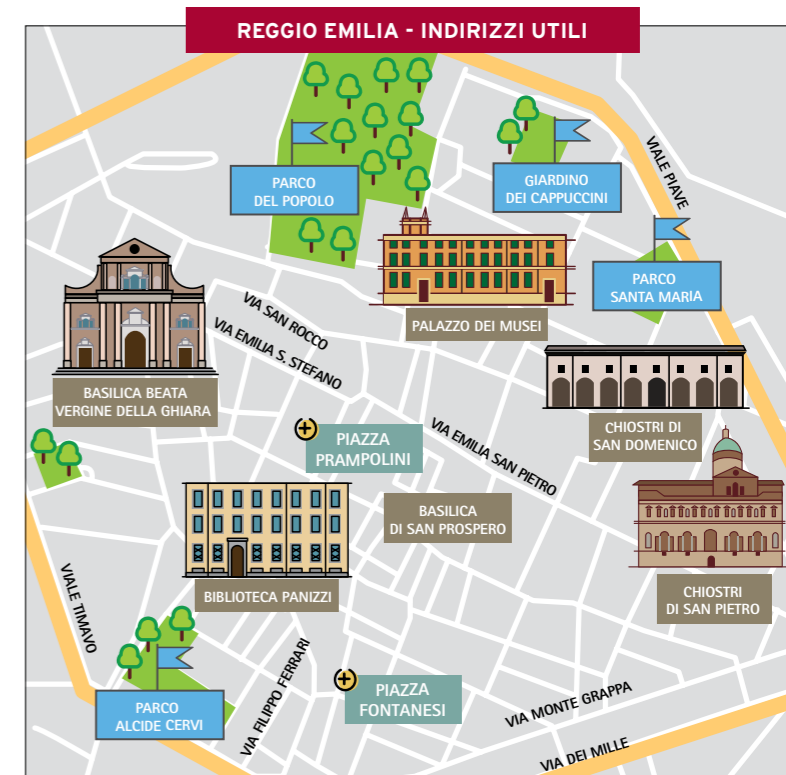 REGGIO EMILIA - INDIRIZZI UTILI
PARCO
DEL POPOLO
GIARDINO
DEI CAPPUCCINI
VIALE PIAVE
PARCO
SANTA MARIA
PALAZZO DEI MUSEI
VIA SAN ROCCO
VIA EMILIA S. STEFANO
BASILICA BEATA
VERGINE DELLA GHIARA
CHIOSTRI DI
SAN DOMENICO
PIAZZA
PRAMPOLINI
VIA EMILIA SAN PIETRO
BASILICA
DI SAN PROSPERO
BIBLIOTECA PANIZZI
CHIOSTRI
DI SAN PIETRO
VIALE TIMAVO
VIA FILIPPO FERRARI
PIAZZA
FONTANESI
PARCO
ALCIDE CERVI
VIA MONTE GRAPPA
VIA DEI MILLE